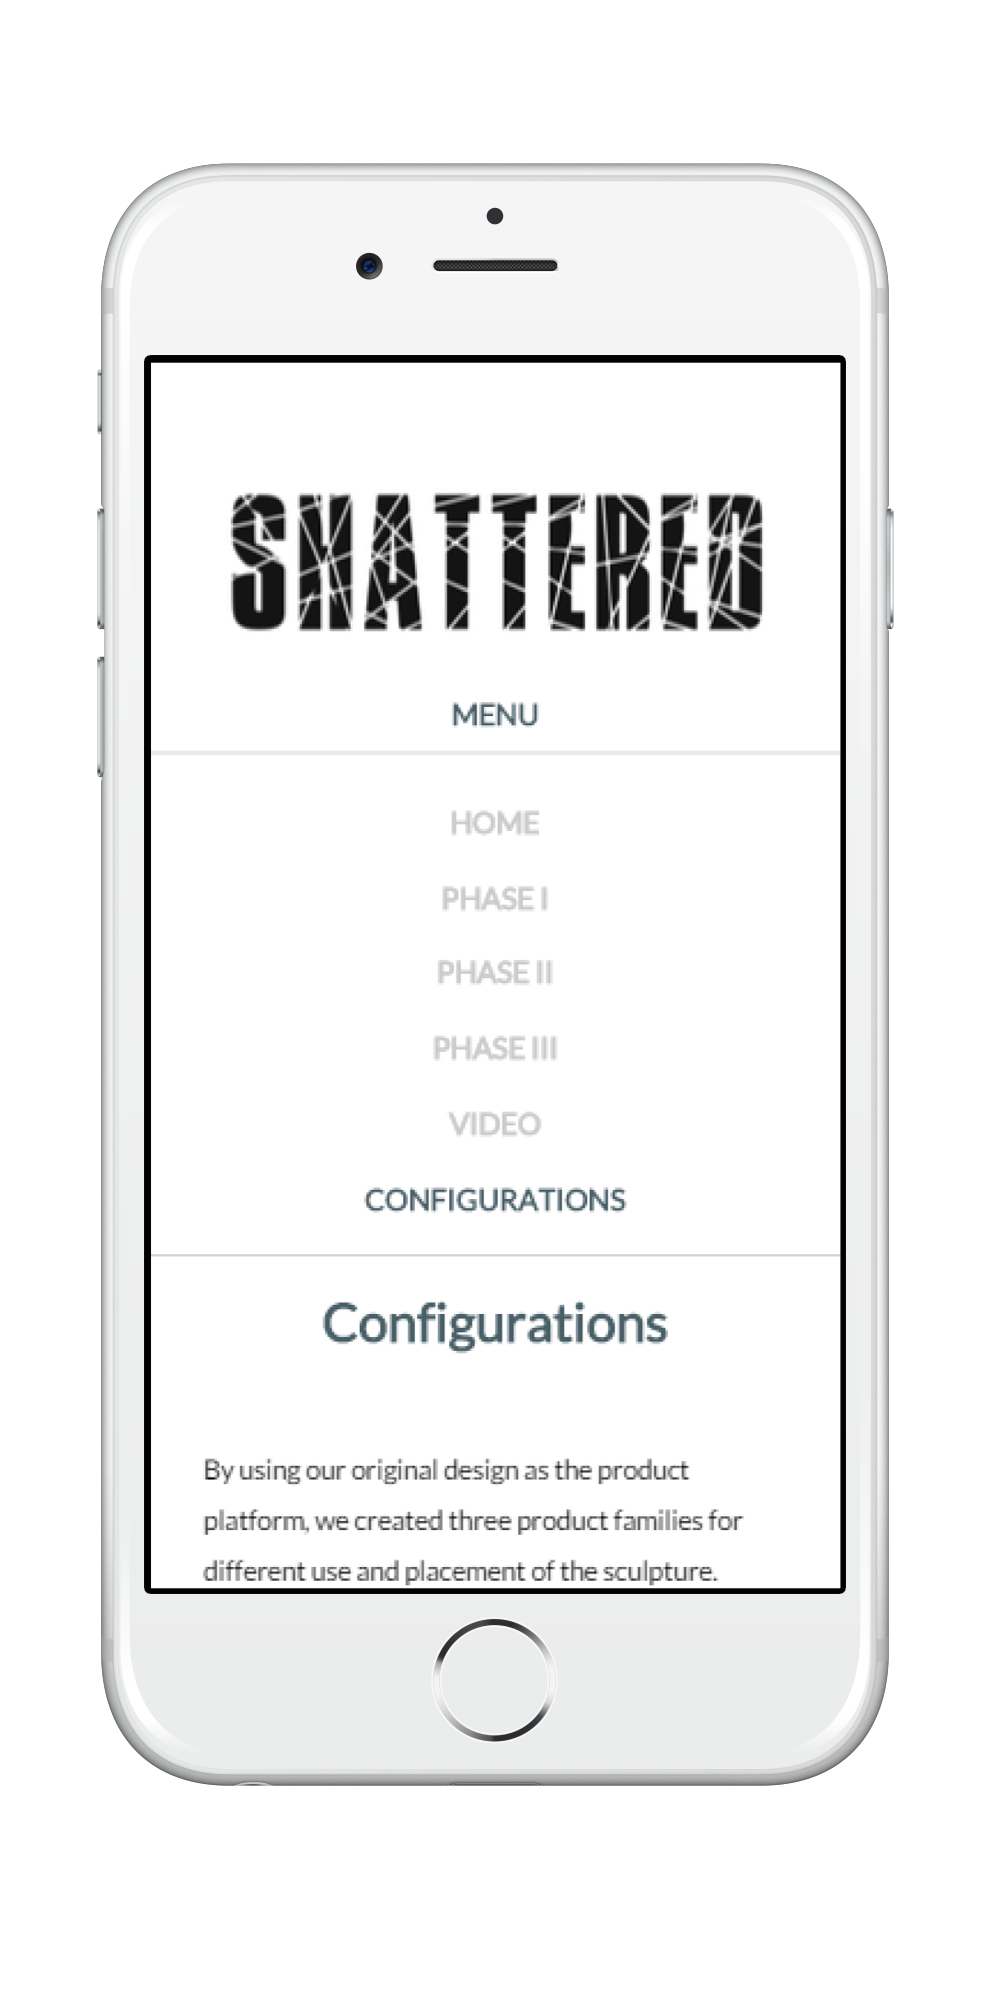 SHATTERED
MENU
HOME
PHASE I
PHASE II
PHASE III
VIDEO
CONFIGURATIONS
Configurations
By using our original design as the product
platform, we created three product families for
different use and placement of the sculpture.